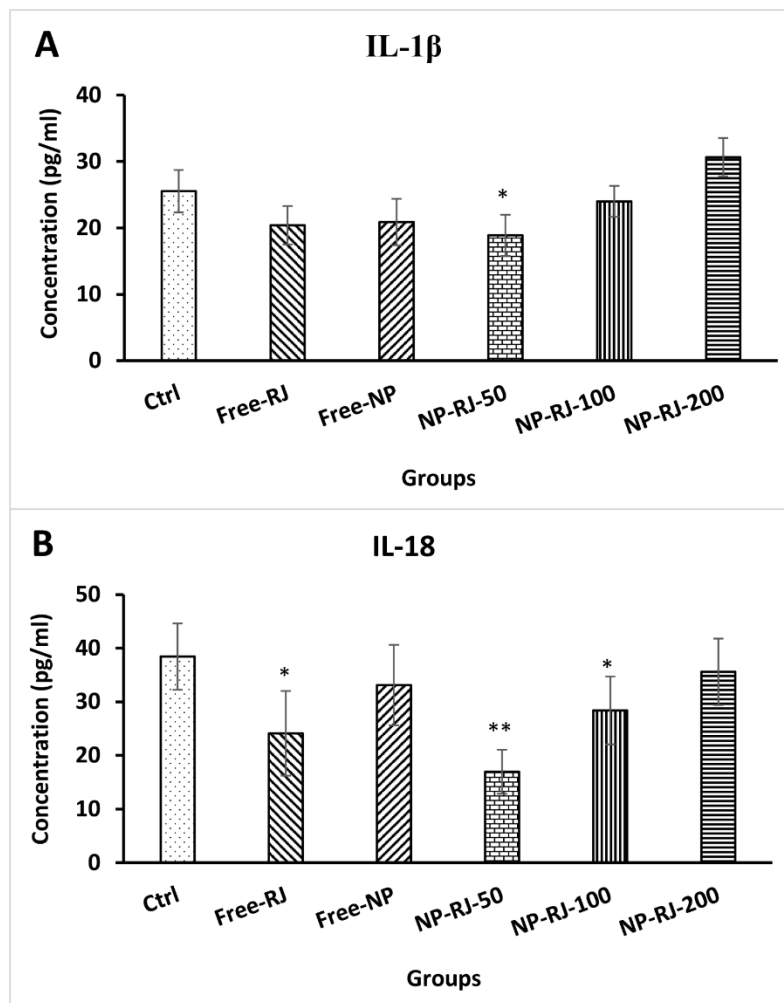 A
IL-1β
Concentration (pg/ml)
40
30
20
10
0
*
Ctrl
Free-RJ
Free-NP
NP-RJ-50
NP-RJ-100
NP-RJ-200
Groups
B
IL-18
Concentration (pg/ml)
50
40
30
20
10
0
*
**
*
Ctrl
Free-RJ
Free-NP
NP-RJ-50
NP-RJ-100
NP-RJ-200
Groups